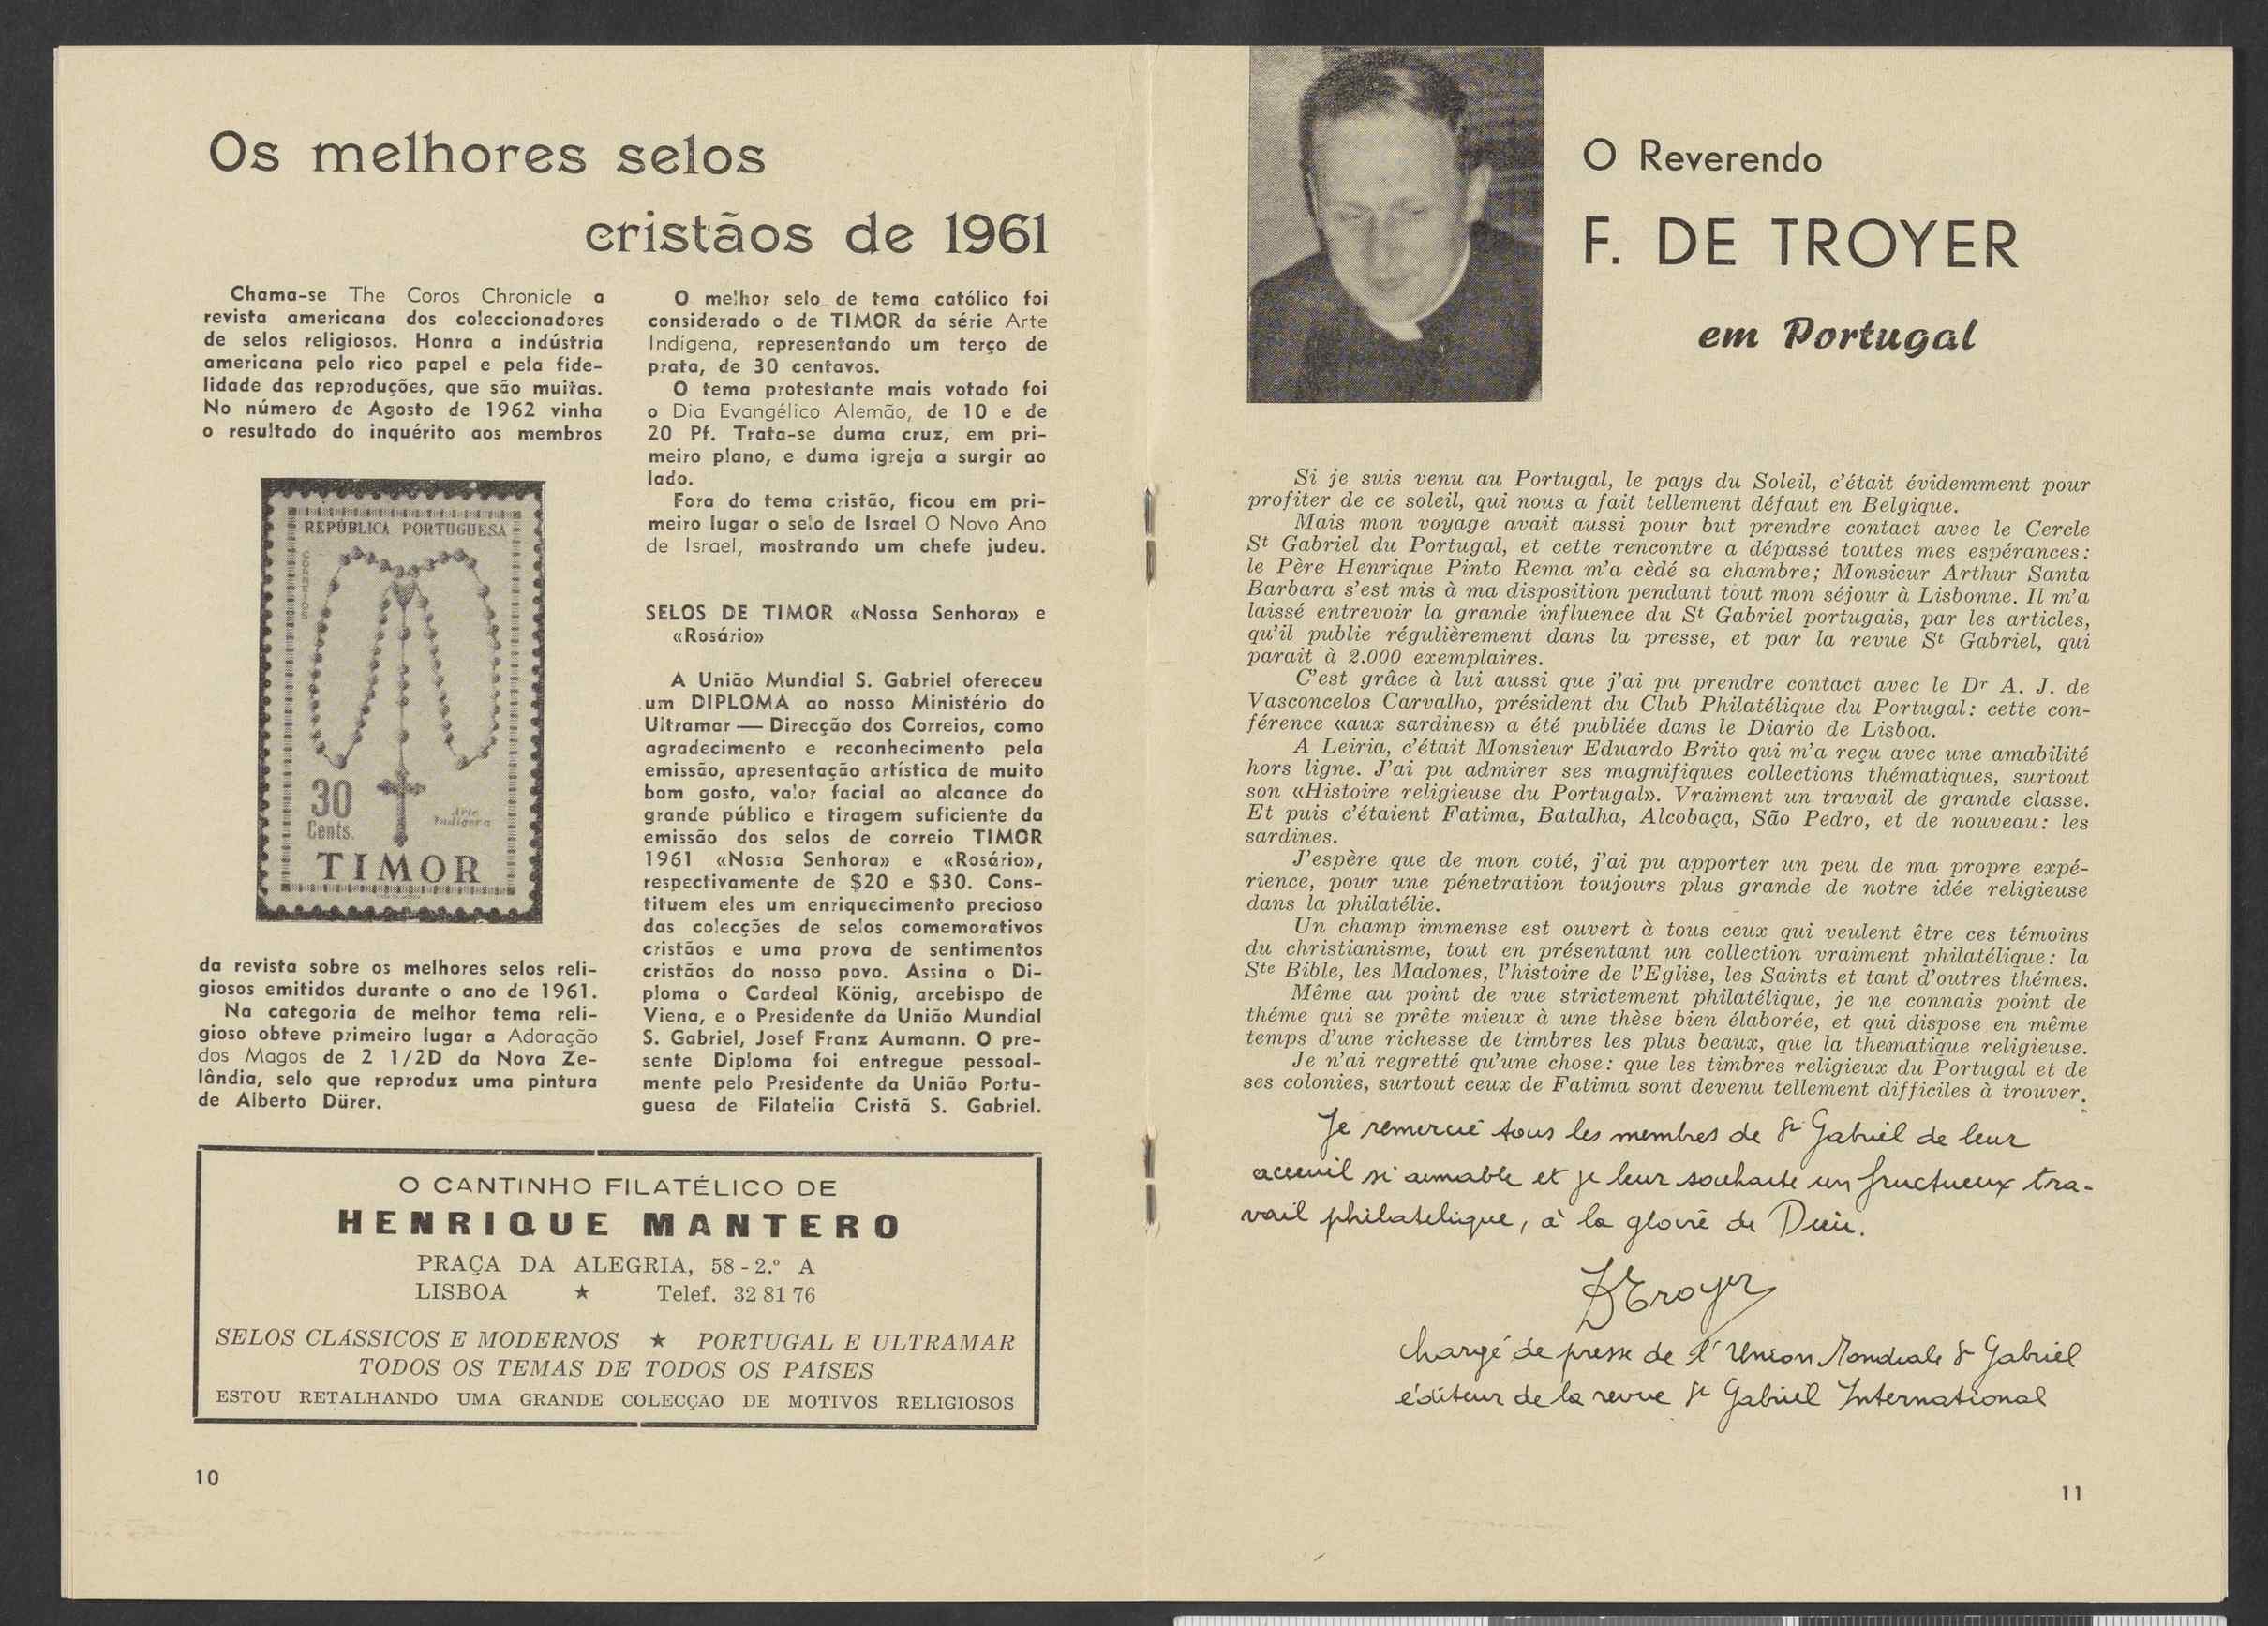 Os melhores selos
cristãos de 1961
Chama-se The Coros Chronicle a
revista americana dos coleccionadores
de selos religiosos. Honra a indústria
americana pelo rico papel e pela fide-
lidade das reproduções, que são muitas.
No número de Agosto de 1962 vinha
o resultado do inquérito aos membros
REPÚBLICA PORTUGUESA
CORREIOS
30
Cents.
Arte
Indígena
TIMOR
da revista sobre os melhores selos reli-
giosos emitidos durante o ano de 1961.
Na categoria de melhor tema reli-
gioso obteve primeiro lugar a Adoração
dos Magos de 2 1/2D da Nova Ze-
lândia, selo que reproduz uma pintura
de Alberto Dürer.
O melhor selo de tema católico foi
considerado o de TIMOR da série Arte
Indígena, representando um terço de
prata, de 30 centavos.
O tema protestante mais votado foi
o Dia Evangélico Alemão, de 10 e de
20 Pf. Trata-se duma cruz, em pri-
meiro plano, e duma igreja a surgir ao
lado.
Fora do tema cristão, ficou em pri-
meiro lugar o selo de Israel O Novo Ano
de Israel, mostrando um chefe judeu.
SELOS DE TIMOR «Nossa Senhora» e
«Rosário»
A União Mundial S. Gabriel ofereceu
um DIPLOMA ao nosso Ministério do
Ultramar — Direcção dos Correios, como
agradecimento e reconhecimento pela
emissão, apresentação artística de muito
bom gosto, valor facial ao alcance do
grande público e tiragem suficiente da
emissão dos selos de correio TIMOR
1961 «Nossa Senhora» e «Rosário»,
respectivamente de $20 e $30. Cons-
tituem eles um enriquecimento precioso
das colecções de selos comemorativos
cristãos e uma prova de sentimentos
cristãos do nosso povo. Assina o Di-
ploma o Cardeal König, arcebispo de
Viena, e o Presidente da União Mundial
S. Gabriel, Josef Franz Aumann. O pre-
sente Diploma foi entregue pessoal-
mente pelo Presidente da União Portu-
guesa de Filatelia Cristã S. Gabriel.
O CANTINHO FILATÉLICO DE
HENRIQUE MANTERO
PRAÇA DA ALEGRIA, 58-2.º A
LISBOA ★ Telef. 32 81 76
SELOS CLÁSSICOS E MODERNOS ★ PORTUGAL E ULTRAMAR
TODOS OS TEMAS DE TODOS OS PAÍSES
ESTOU RETALHANDO UMA GRANDE COLECÇÃO DE MOTIVOS RELIGIOSOS
10
O Reverendo
F. DE TROYER
em Portugal
Si je suis venu au Portugal, le pays du Soleil, c'était évidemment pour
profiter de ce soleil, qui nous a fait tellement défaut en Belgique.
Mais mon voyage avait aussi pour but prendre contact avec le Cercle
St Gabriel du Portugal, et cette rencontre a dépassé toutes mes espérances:
le Père Henrique Pinto Rema m'a cèdé sa chambre; Monsieur Arthur Santa
Barbara s'est mis à ma disposition pendant tout mon séjour à Lisbonne. Il m'a
laissé entrevoir la grande influence du St Gabriel portugais, par les articles,
qu'il publie régulièrement dans la presse, et par la revue St Gabriel, qui
parait à 2.000 exemplaires.
C'est grâce à lui aussi que j'ai pu prendre contact avec le Dr A. J. de
Vasconcelos Carvalho, président du Club Philatélique du Portugal: cette con-
férence «aux sardines» a été publiée dans le Diario de Lisboa.
A Leiria, c'était Monsieur Eduardo Brito qui m'a reçu avec une amabilité
hors ligne. J'ai pu admirer ses magnifiques collections thématiques, surtout
son «Histoire religieuse du Portugal». Vraiment un travail de grande classe.
Et puis c'étaient Fatima, Batalha, Alcobaça, São Pedro, et de nouveau: les
sardines.
J'espère que de mon coté, j'ai pu apporter un peu de ma propre expé-
rience, pour une pénetration toujours plus grande de notre idée religieuse
dans la philatélie.
Un champ immense est ouvert à tous ceux qui veulent être ces témoins
du christianisme, tout en présentant un collection vraiment philatélique: la
Ste Bible, les Madones, l'histoire de l'Eglise, les Saints et tant d'outres thémes.
Même au point de vue strictement philatélique, je ne connais point de
théme qui se prête mieux à une thèse bien élaborée, et qui dispose en même
temps d'une richesse de timbres les plus beaux, que la thematique religieuse.
Je n'ai regretté qu'une chose: que les timbres religieux du Portugal et de
ses colonies, surtout ceux de Fatima sont devenu tellement difficiles à trouver.
Je remercie tous les membres de St Gabriel de leur
acceuil si aimable et je leur souhaite un fructueux tra-
vail philatelique, à la gloire de Dieu.
DTroyer
chargé de presse de l'Union Mondiale St Gabriel
éditeur de la revue St Gabriel International
11